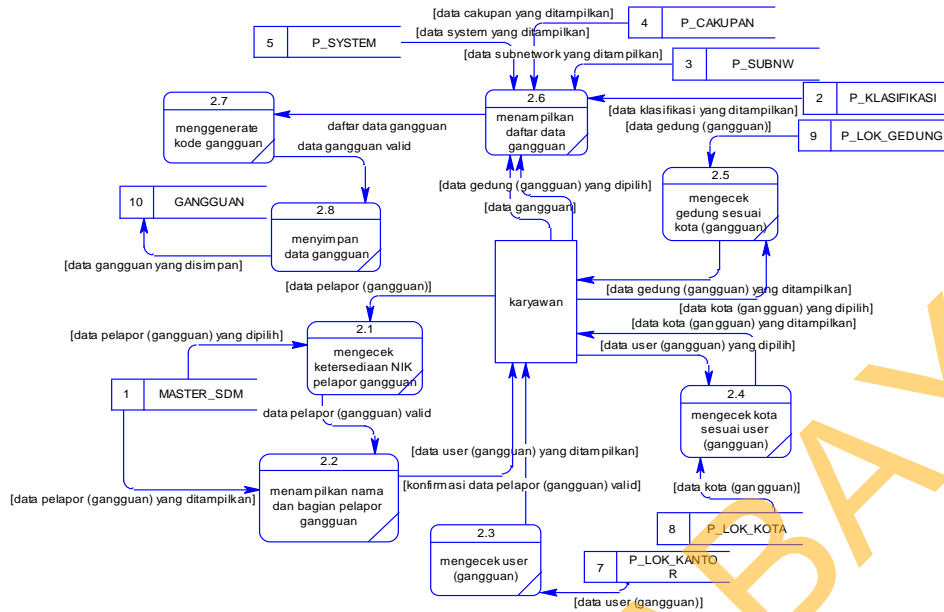 [data cakupan yang ditampilkan]
4 P_CAKUPAN
5 P_SYSTEM
[data system yang ditampilkan]
[data subnetwork yang ditampilkan]
3 P_SUBNW
2.7
menggenerate
kode gangguan
daftar data gangguan
2.6
menampilkan
daftar data
gangguan
2 P_KLASIFIKASI
[data klasifikasi yang ditampilkan]
[data gedung (gangguan)]
9 P_LOK_GEDUNG
data gangguan valid
2.5
mengecek
gedung sesuai
kota (gangguan)
[data gedung (gangguan) yang dipilih]
[data gangguan]
10 GANGGUAN
2.8
menyimpan
data gangguan
[data gangguan yang disimpan]
[data pelapor (gangguan)]
karyawan
[data gedung (gangguan) yang ditampilkan]
[data kota (gangguan) yang dipilih]
[data kota (gangguan) yang ditampilkan]
[data user (gangguan) yang dipilih]
[data pelapor (gangguan) yang dipilih]
2.1
mengecek
ketersediaan NIK
pelapor gangguan
1 MASTER_SDM
data pelapor (gangguan) valid
2.4
mengecek kota
sesuai user
(gangguan)
2.2
menampilkan nama
dan bagian pelapor
gangguan
[data user (gangguan) yang ditampilkan]
[konfirmasi data pelapor (gangguan) valid]
[data pelapor (gangguan) yang ditampilkan]
[data kota (gangguan)]
8 P_LOK_KOTA
2.3
mengecek user
(gangguan)
7 P_LOK_KANTO
R
[data user (gangguan)]
BAY